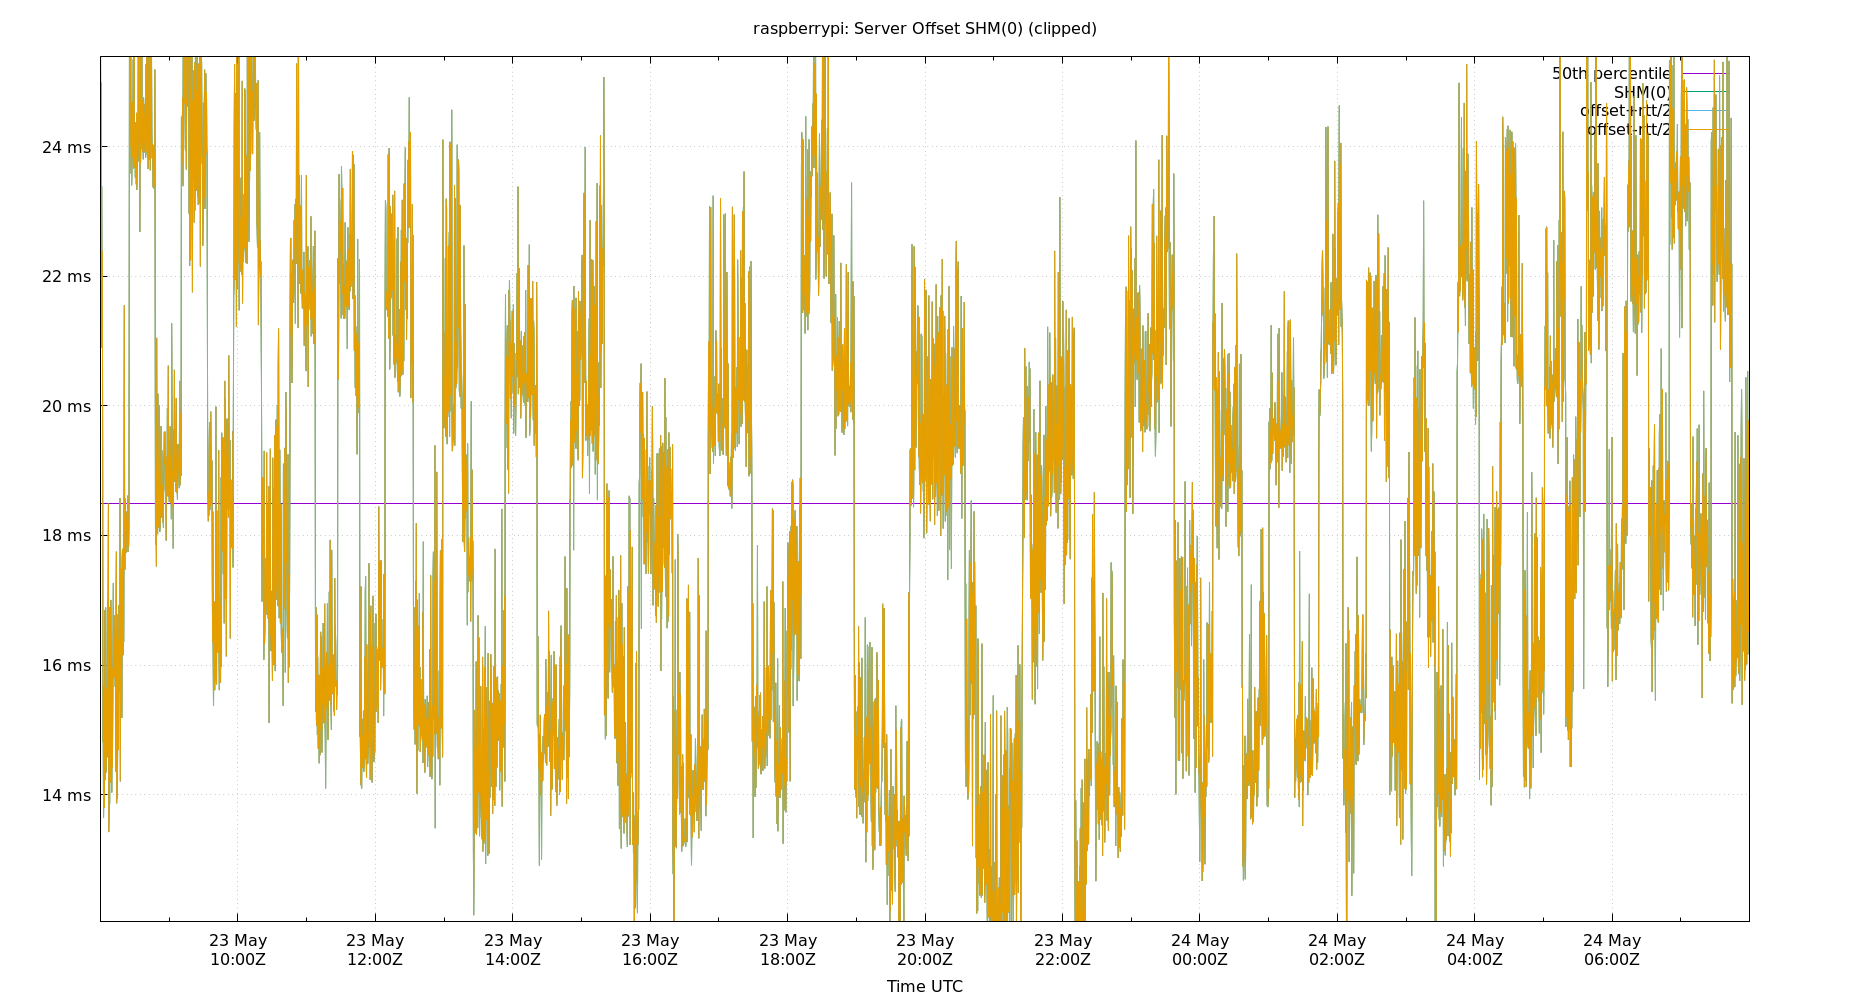 raspberrypi: Server Offset SHM(0) (clipped)
50th percentile
SHM(0)
offset+rtt/2
offset-rtt/2
24 ms
22 ms
20 ms
18 ms
16 ms
14 ms
23 May 23 May 23 May 23 May 23 May 23 May 23 May 24 May 24 May 24 May 24 May
10:00Z 12:00Z 14:00Z 16:00Z 18:00Z 20:00Z 22:00Z 00:00Z 02:00Z 04:00Z 06:00Z
Time UTC